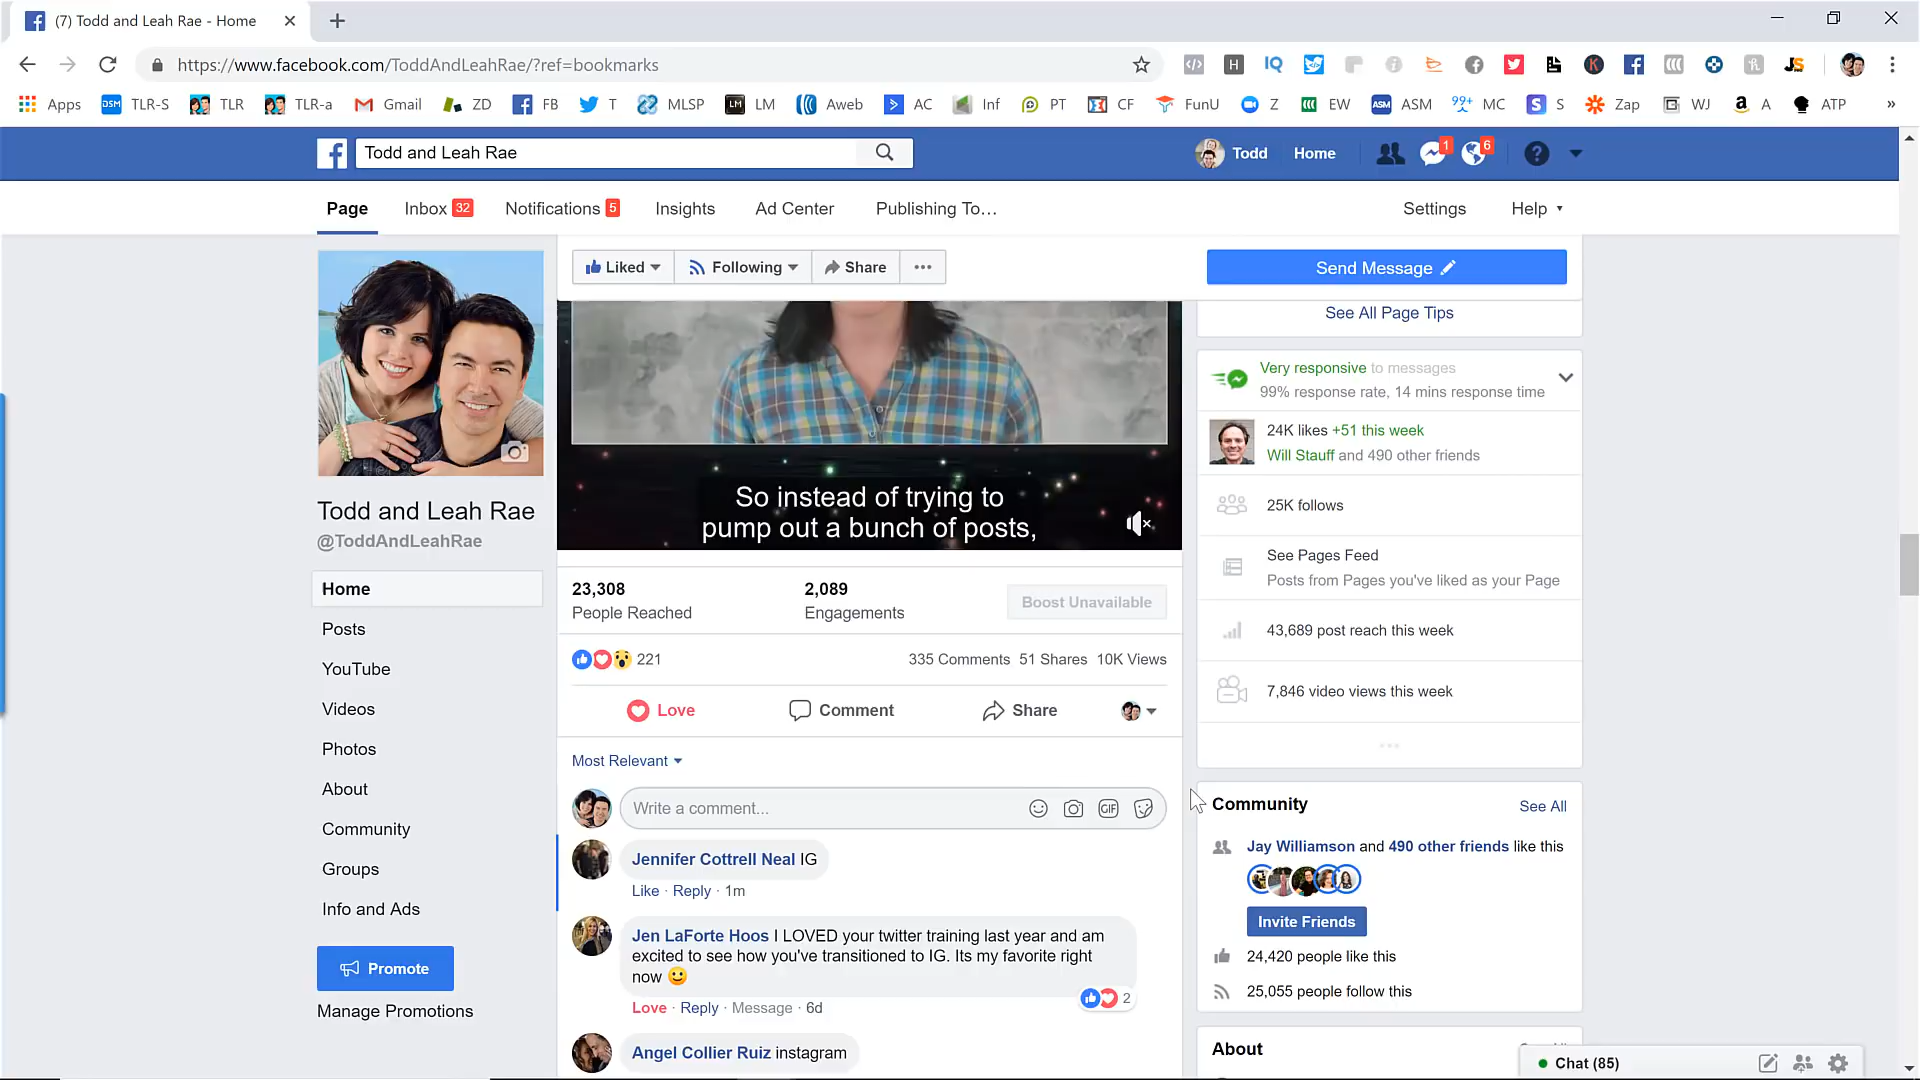 (7) Todd and Leah Rae - Home
https://www.facebook.com/ToddAndLeahRae/?ref=bookmarks
Apps TLR-S TLR TLR-a Gmail ZD FB T MLSP LM Aweb AC Inf PT CF FunU Z EW ASM MC S Zap WJ A ATP »
Todd and Leah Rae
Todd Home 1 6
Page Inbox 32 Notifications 5 Insights Ad Center Publishing To… Settings Help
Liked Following Share Send Message
See All Page Tips
Very responsive to messages
99% response rate, 14 mins response time
24K likes +51 this week
Will Stauff and 490 other friends
25K follows
See Pages Feed
Posts from Pages you've liked as your Page
43,689 post reach this week
7,846 video views this week
Todd and Leah Rae
@ToddAndLeahRae
Home
Posts
YouTube
Videos
Photos
About
Community
Groups
Info and Ads
Promote
Manage Promotions
So instead of trying to
pump out a bunch of posts,
23,308
People Reached
2,089
Engagements
Boost Unavailable
221 335 Comments 51 Shares 10K Views
Love Comment Share
Most Relevant
Write a comment...
GIF
Jennifer Cottrell Neal IG
Like · Reply · 1m
Jen LaForte Hoos I LOVED your twitter training last year and am
excited to see how you've transitioned to IG. Its my favorite right
now
2
Love · Reply · Message · 6d
Angel Collier Ruiz instagram
Community See All
Jay Williamson and 490 other friends like this
Invite Friends
24,420 people like this
25,055 people follow this
About
Chat (85)